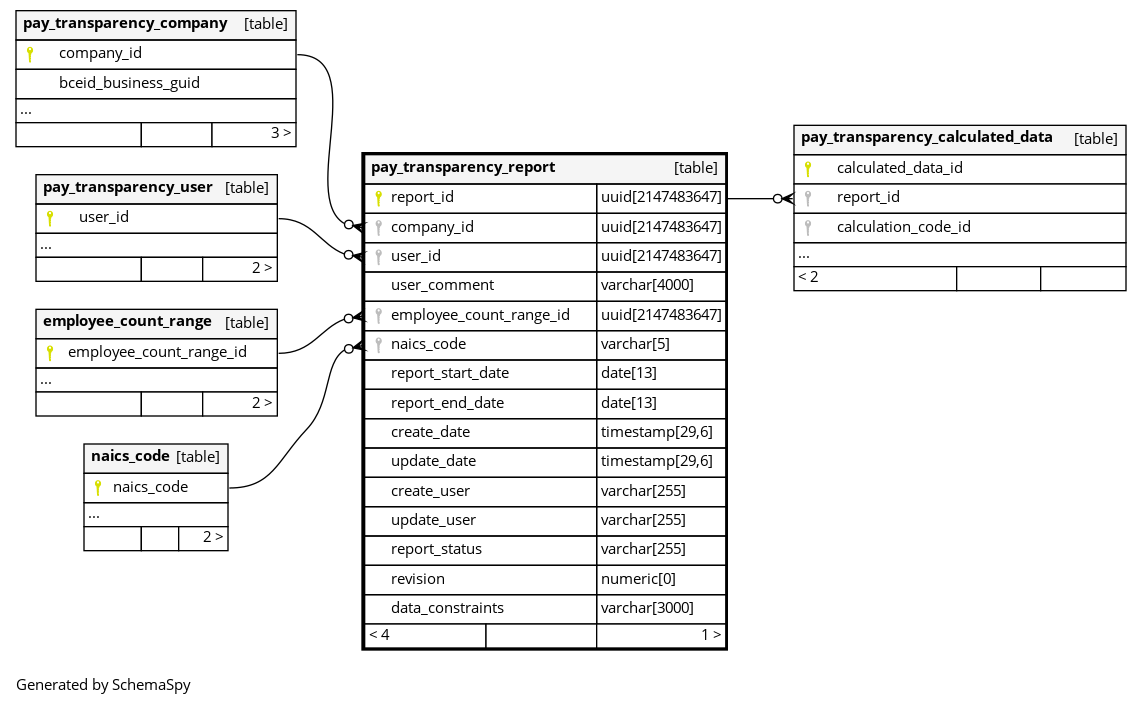 pay_transparency_company [table]
company_id
bceid_business_guid
...
3 >
pay_transparency_user [table]
user_id
...
2 >
employee_count_range [table]
employee_count_range_id
...
2 >
naics_code [table]
naics_code
...
2 >
pay_transparency_report [table]
report_id uuid[2147483647]
company_id uuid[2147483647]
user_id uuid[2147483647]
user_comment varchar[4000]
employee_count_range_id uuid[2147483647]
naics_code varchar[5]
report_start_date date[13]
report_end_date date[13]
create_date timestamp[29,6]
update_date timestamp[29,6]
create_user varchar[255]
update_user varchar[255]
report_status varchar[255]
revision numeric[0]
data_constraints varchar[3000]
< 4 1 >
pay_transparency_calculated_data [table]
calculated_data_id
report_id
calculation_code_id
...
< 2
Generated by SchemaSpy